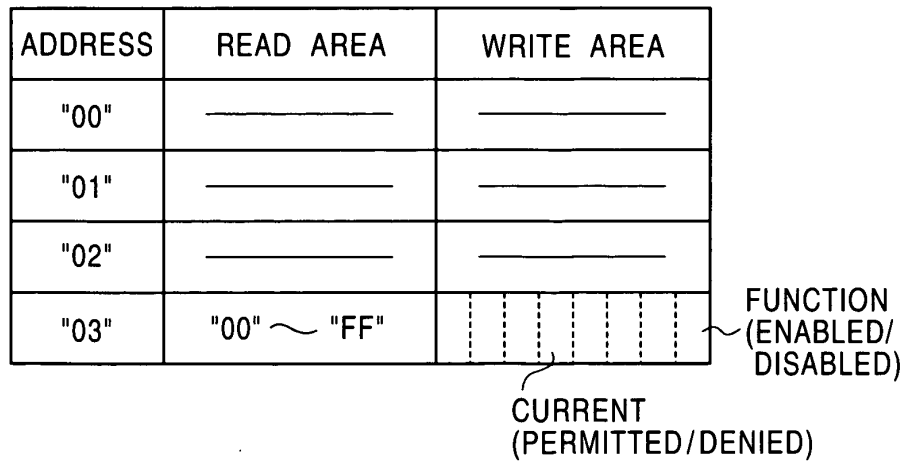 ADDRESS READ AREA WRITE AREA
"00"
"01"
"02"
"03" "00" ~ "FF"
FUNCTION
(ENABLED/
DISABLED)
CURRENT
(PERMITTED/DENIED)